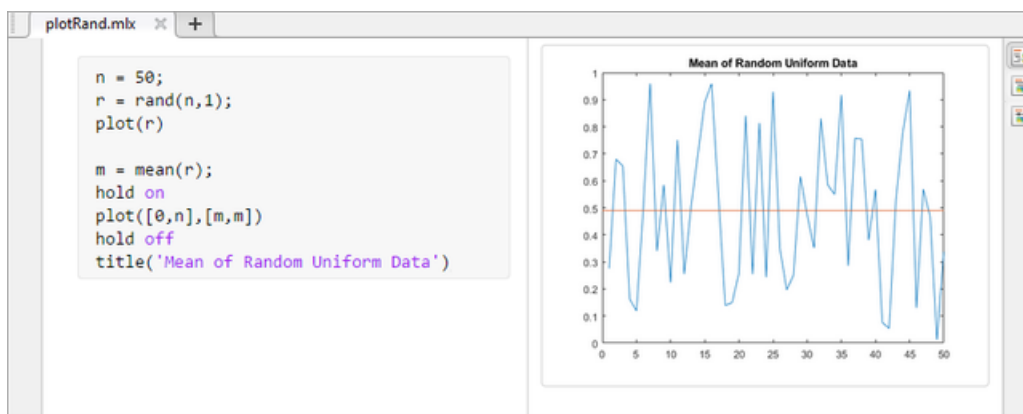 plotRand.mlx
n = 50;
r = rand(n,1);
plot(r)
m = mean(r);
hold on
plot([0,n],[m,m])
hold off
title('Mean of Random Uniform Data')
Mean of Random Uniform Data
1
0.9
0.8
0.7
0.6
0.5
0.4
0.3
0.2
0.1
0
0 5 10 15 20 25 30 35 40 45 50